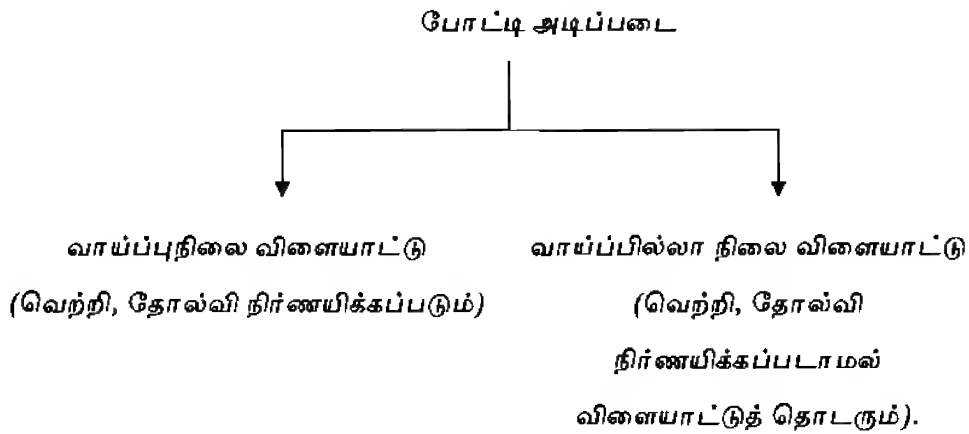 போட்டி அடிப்படை
வாய்ப்புநிலை விளையாட்டு
(வெற்றி, தோல்வி நிர்ணயிக்கப்படும்)
வாய்ப்பில்லா நிலை விளையாட்டு
(வெற்றி, தோல்வி
நிர்ணயிக்கப்படாமல்
விளையாட்டுத் தொடரும்).